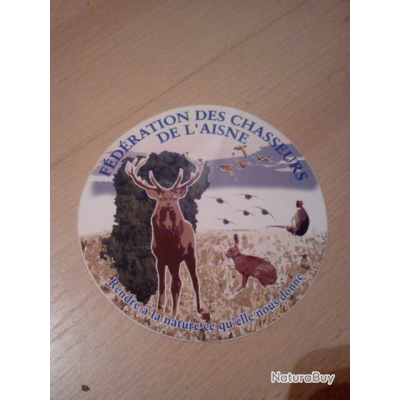 FÉDÉRATION DES CHASSEURS
DE L'AISNE
Rendre à la nature ce qu'elle nous donne
NaturaBuy